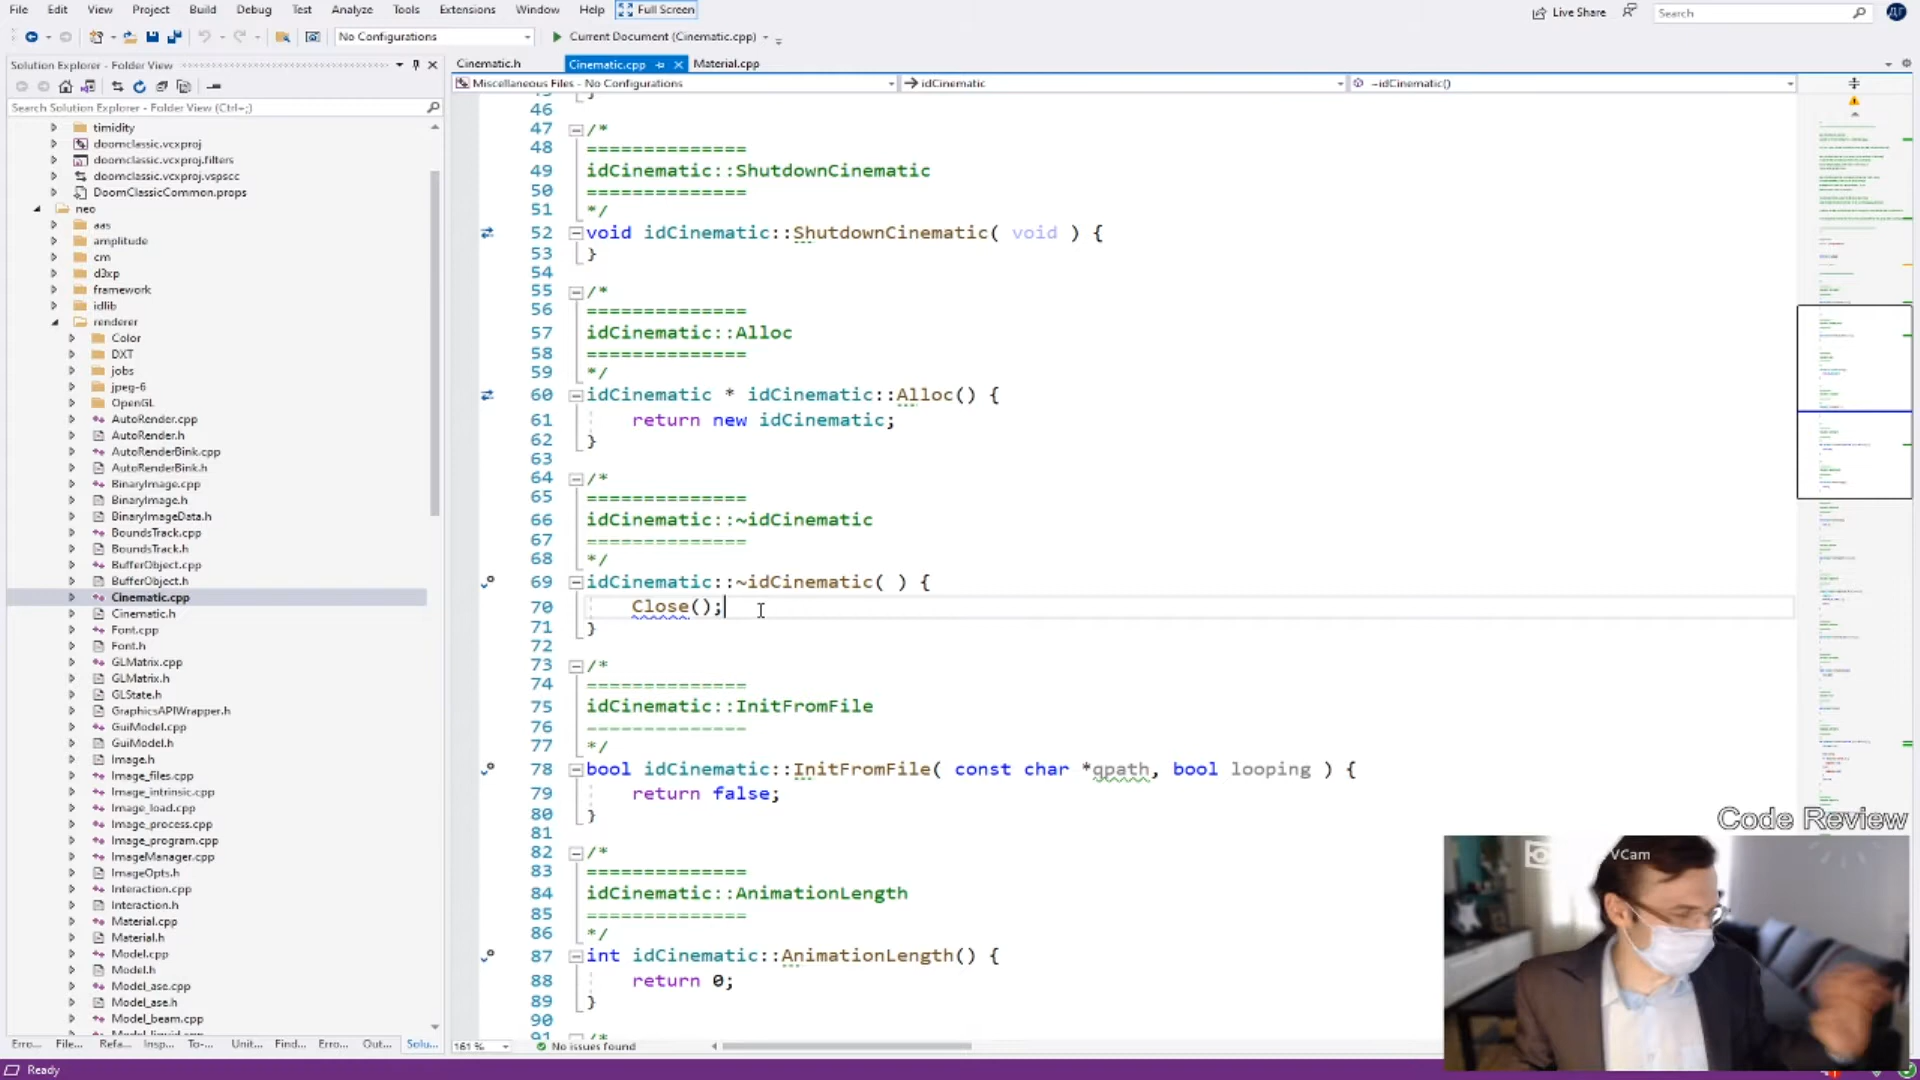 File Edit View Project Build Debug Test Analyze Tools Extensions Window Help Full Screen Live Share Search
No Configurations Current Document (Cinematic.cpp)
Solution Explorer - Folder View
Search Solution Explorer - Folder View (Ctrl+;)
timidity
doomclassic.vcxproj
doomclassic.vcxproj.filters
doomclassic.vcxproj.vspscc
DoomClassicCommon.props
neo
aas
amplitude
cm
d3xp
framework
idlib
renderer
Color
DXT
jobs
jpeg-6
OpenGL
AutoRender.cpp
AutoRender.h
AutoRenderBink.cpp
AutoRenderBink.h
BinaryImage.cpp
BinaryImage.h
BinaryImageData.h
BoundsTrack.cpp
BoundsTrack.h
BufferObject.cpp
BufferObject.h
Cinematic.cpp
Cinematic.h
Font.cpp
Font.h
GLMatrix.cpp
GLMatrix.h
GLState.h
GraphicsAPIWrapper.h
GuiModel.cpp
GuiModel.h
Image.h
Image_files.cpp
Image_intrinsic.cpp
Image_load.cpp
Image_process.cpp
Image_program.cpp
ImageManager.cpp
ImageOpts.h
Interaction.cpp
Interaction.h
Material.cpp
Material.h
Model.cpp
Model.h
Model_ase.cpp
Model_ase.h
Model_beam.cpp
Erro... File... Refa... Insp... To-... Unit... Find... Erro... Out... Solu...
Cinematic.h Cinematic.cpp Material.cpp
Miscellaneous Files - No Configurations idCinematic ~idCinematic()
46
47 /*
48 ==============
49 idCinematic::ShutdownCinematic
50 ==============
51 */
52 void idCinematic::ShutdownCinematic( void ) {
53 }
54
55 /*
56 ==============
57 idCinematic::Alloc
58 ==============
59 */
60 idCinematic * idCinematic::Alloc() {
61 return new idCinematic;
62 }
63
64 /*
65 ==============
66 idCinematic::~idCinematic
67 ==============
68 */
69 idCinematic::~idCinematic( ) {
70 Close();
71 }
72
73 /*
74 ==============
75 idCinematic::InitFromFile
76 ==============
77 */
78 bool idCinematic::InitFromFile( const char *qpath, bool looping ) {
79 return false;
80 }
81
82 /*
83 ==============
84 idCinematic::AnimationLength
85 ==============
86 */
87 int idCinematic::AnimationLength() {
88 return 0;
89 }
90
91 /*
161 % No issues found
Code Review
VCam
Ready